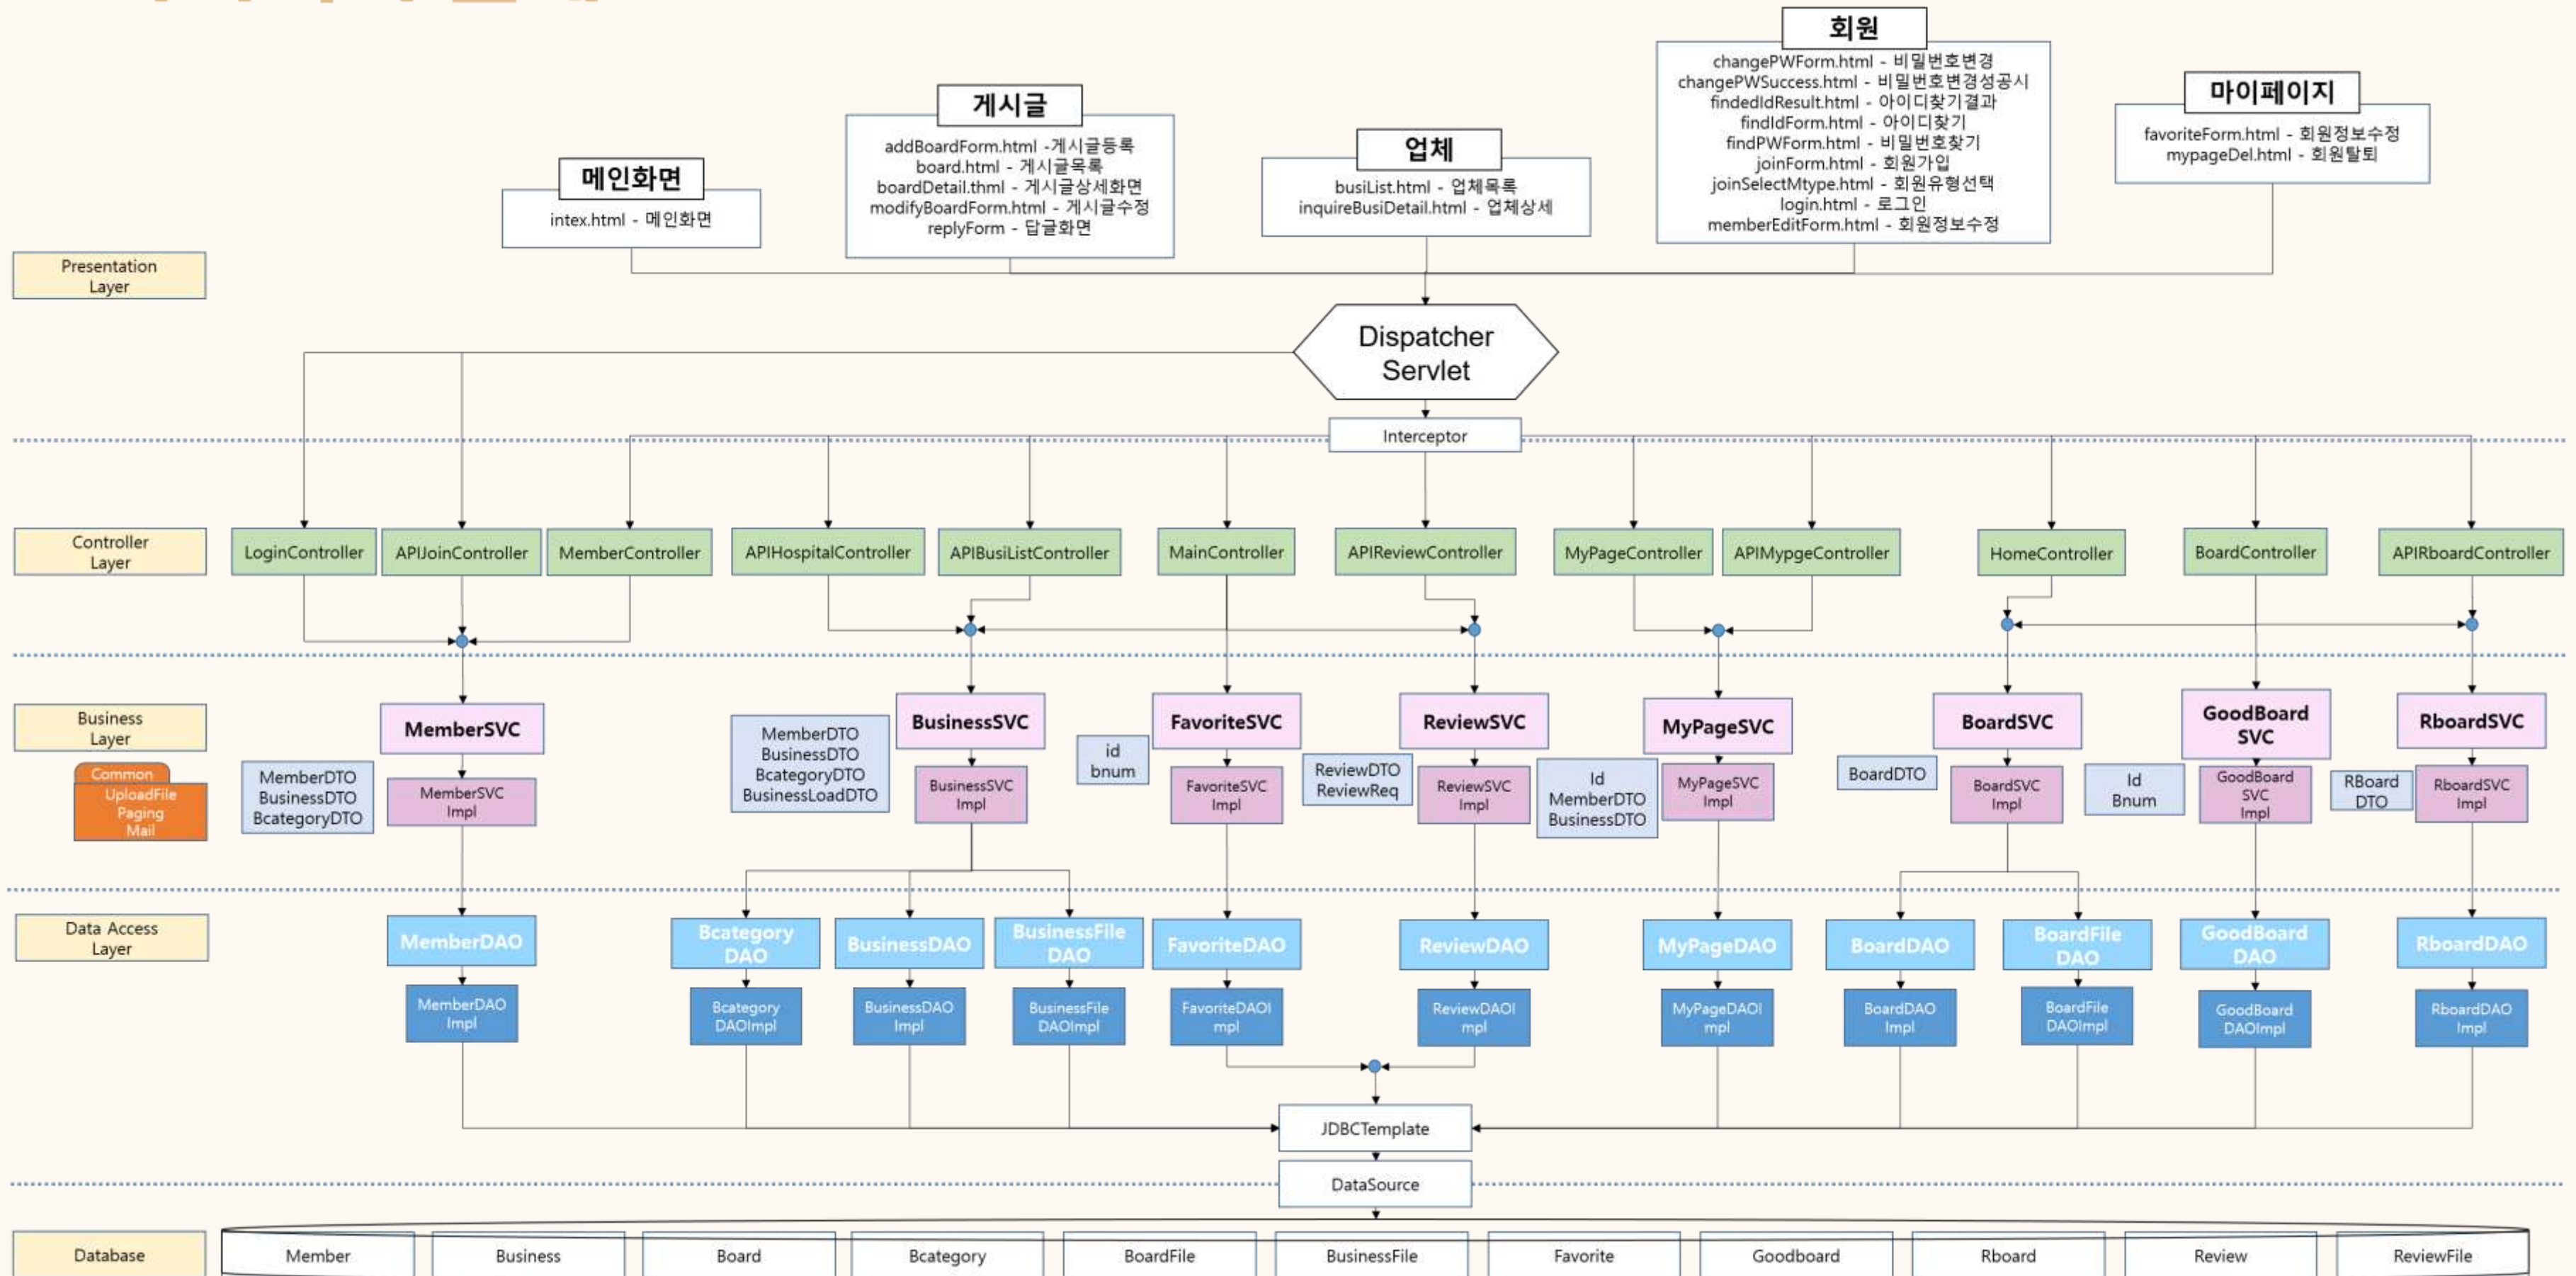 회원
changePWForm.html - 비밀번호변경
changePWSuccess.html - 비밀번호변경성공시
findedIdResult.html - 아이디찾기결과
findIdForm.html - 아이디찾기
findPWForm.html - 비밀번호찾기
joinForm.html - 회원가입
joinSelectMtype.html - 회원유형선택
login.html - 로그인
memberEditForm.html - 회원정보수정
마이페이지
favoriteForm.html - 회원정보수정
mypageDel.html - 회원탈퇴
게시글
addBoardForm.html -게시글등록
board.html - 게시글목록
boardDetail.thml - 게시글상세화면
modifyBoardForm.html - 게시글수정
replyForm - 답글화면
업체
busiList.html - 업체목록
inquireBusiDetail.html - 업체상세
메인화면
intex.html - 메인화면
Presentation
Layer
Dispatcher
Servlet
Interceptor
Controller
Layer
LoginController
APIJoinController
MemberController
APIHospitalController
APIBusiListController
MainController
APIReviewController
MyPageController
APIMypgeController
HomeController
BoardController
APIRboardController
Business
Layer
Common
UploadFile
Paging
Mail
MemberDTO
BusinessDTO
BcategoryDTO
MemberSVC
MemberSVC
Impl
MemberDTO
BusinessDTO
BcategoryDTO
BusinessLoadDTO
BusinessSVC
BusinessSVC
Impl
id
bnum
FavoriteSVC
FavoriteSVC
Impl
ReviewDTO
ReviewReq
ReviewSVC
ReviewSVC
Impl
Id
MemberDTO
BusinessDTO
MyPageSVC
MyPageSVC
Impl
BoardDTO
BoardSVC
BoardSVC
Impl
Id
Bnum
GoodBoard
SVC
GoodBoard
SVC
Impl
RBoard
DTO
RboardSVC
RboardSVC
Impl
Data Access
Layer
MemberDAO
Bcategory
DAO
BusinessDAO
BusinessFile
DAO
FavoriteDAO
ReviewDAO
MyPageDAO
BoardDAO
BoardFile
DAO
GoodBoard
DAO
RboardDAO
MemberDAO
Impl
Bcategory
DAOImpl
BusinessDAO
Impl
BusinessFile
DAOImpl
FavoriteDAOI
mpl
ReviewDAOI
mpl
MyPageDAOI
mpl
BoardDAO
Impl
BoardFile
DAOImpl
GoodBoard
DAOImpl
RboardDAO
Impl
JDBCTemplate
DataSource
Database
Member
Business
Board
Bcategory
BoardFile
BusinessFile
Favorite
Goodboard
Rboard
Review
ReviewFile